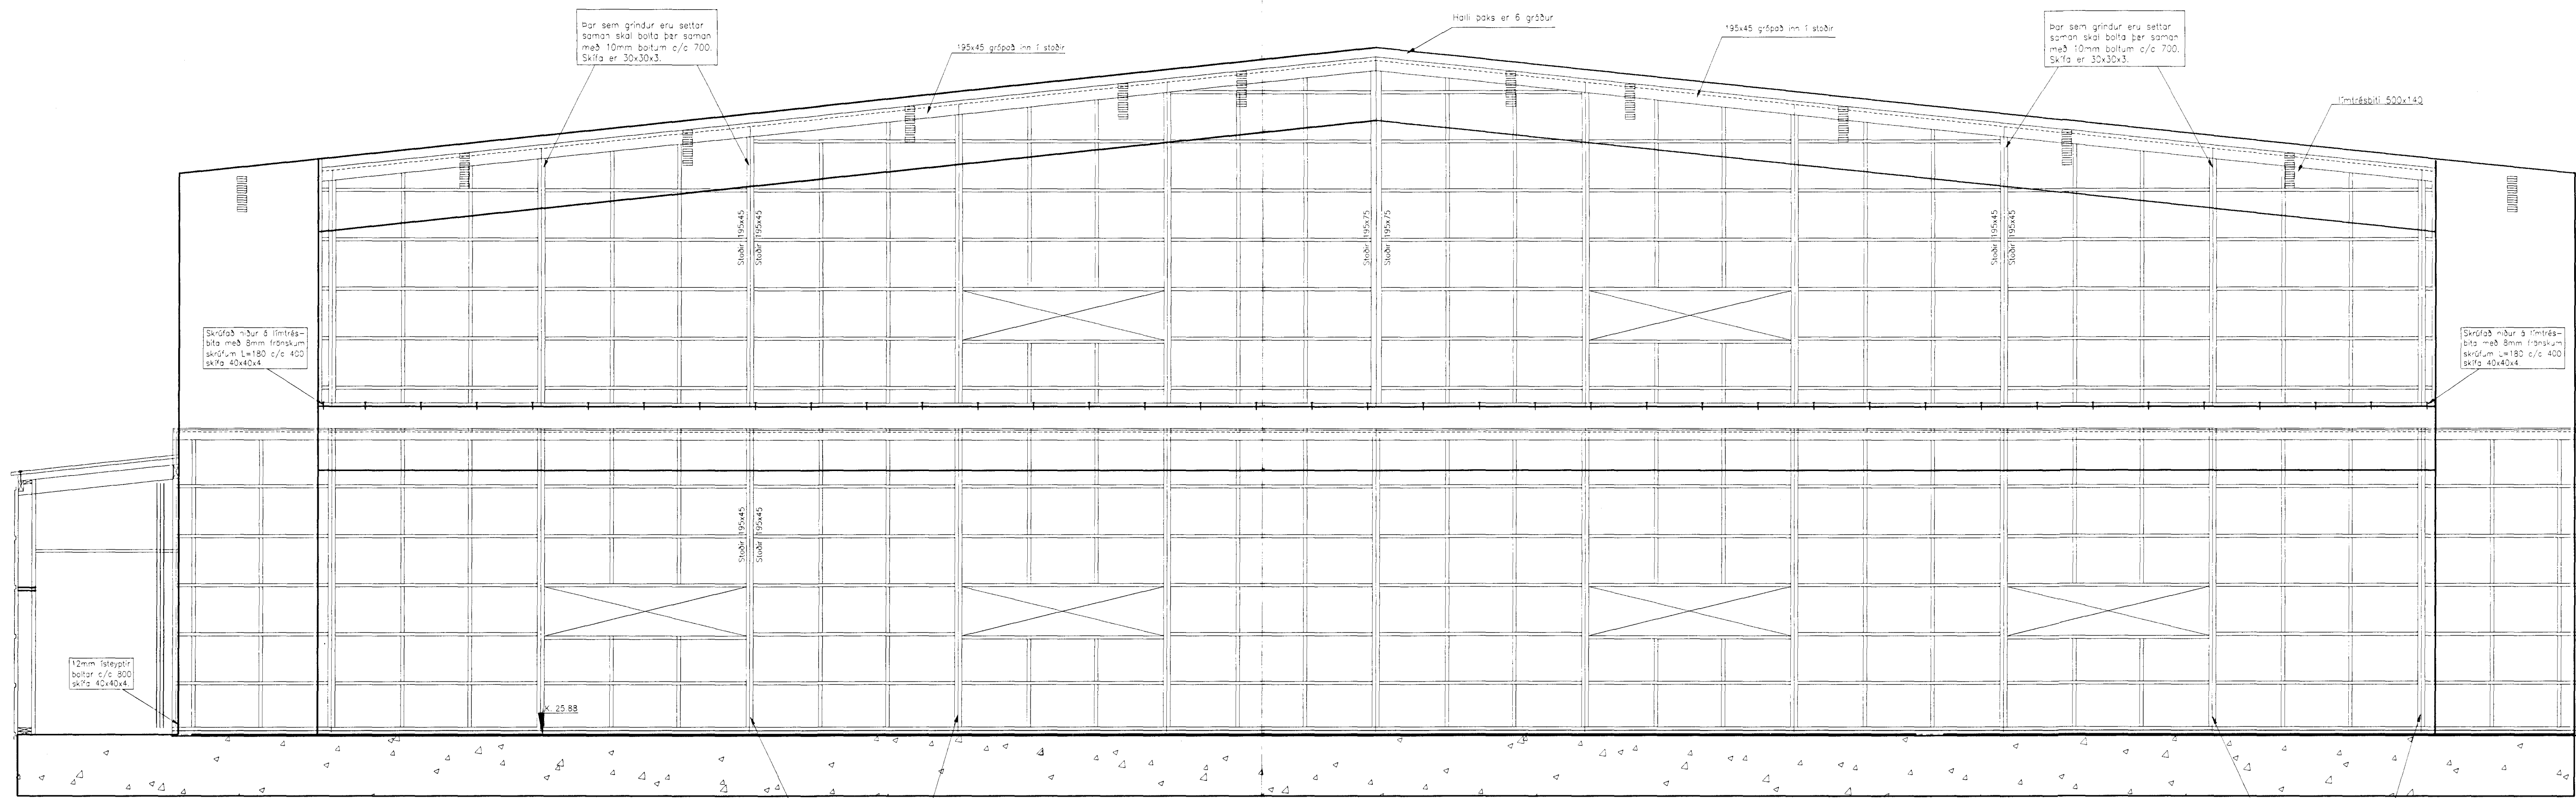 Þar sem grindur eru settar
saman skal bolta þer saman
með 10mm boltum c/c 700.
Skífa er 30x30x3.
195x45 grópað inn í stoðir
Halli þaks er 6 gráður
195x45 grópað inn í stoðir
Þar sem grindur eru settar
saman skal bolta þer saman
með 10mm boltum c/c 700.
Skífa er 30x30x3.
límtrésbiti 500x140
Stoðir 195x45
Stoðir 195x45
Stoðir 195x75
Stoðir 195x75
Stoðir 195x45
Stoðir 195x45
Skrúfað niður á límtrés-
bita með 8mm frönskum
skrúfum L=180 c/c 400
skífa 40x40x4
Skrúfað niður á límtrés-
bita með 8mm frönskum
skrúfum L=180 c/c 400
skífa 40x40x4.
Stoðir 195x45
Stoðir 195x45
12mm ísteyptir
boltar c/c 800
skífa 40x40x4.
K. 25.88